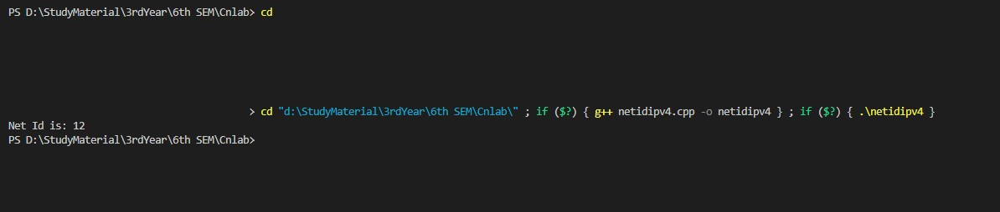 PS D:\StudyMaterial\3rdYear\6th SEM\Cnlab> cd
> cd "d:\StudyMaterial\3rdYear\6th SEM\Cnlab\" ; if ($?) { g++ netidipv4.cpp -o netidipv4 } ; if ($?) { .\netidipv4 }
Net Id is: 12
PS D:\StudyMaterial\3rdYear\6th SEM\Cnlab>